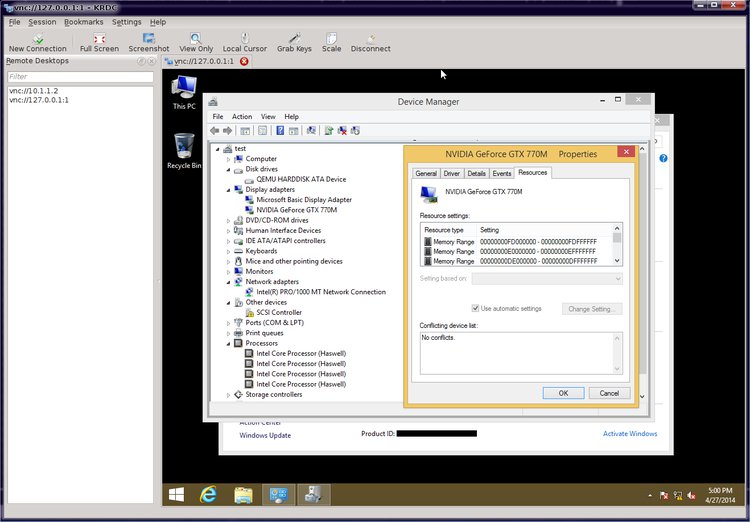 vnc://127.0.0.1:1 - KRDC
File Session Bookmarks Settings Help
New Connection Full Screen Screenshot View Only Local Cursor Grab Keys Scale Disconnect
Remote Desktops
vnc://127.0.0.1:1
Filter
vnc://10.1.1.2
vnc://127.0.0.1:1
This PC
Recycle Bin
Device Manager
File Action View Help
test
Computer
Disk drives
QEMU HARDDISK ATA Device
Display adapters
Microsoft Basic Display Adapter
NVIDIA GeForce GTX 770M
DVD/CD-ROM drives
Human Interface Devices
IDE ATA/ATAPI controllers
Keyboards
Mice and other pointing devices
Monitors
Network adapters
Intel(R) PRO/1000 MT Network Connection
Other devices
SCSI Controller
Ports (COM & LPT)
Print queues
Processors
Intel Core Processor (Haswell)
Intel Core Processor (Haswell)
Intel Core Processor (Haswell)
Intel Core Processor (Haswell)
Storage controllers
NVIDIA GeForce GTX 770M Properties
General Driver Details Events Resources
NVIDIA GeForce GTX 770M
Resource settings:
Resource type Setting
Memory Range 00000000FD000000 - 00000000FDFFFFFF
Memory Range 00000000E0000000 - 00000000EFFFFFFF
Memory Range 00000000DE000000 - 00000000DFFFFFFF
Setting based on:
Use automatic settings Change Setting...
Conflicting device list:
No conflicts.
OK Cancel
Action Center
Windows Update
Product ID:
Activate Windows
5:00 PM
4/27/2014